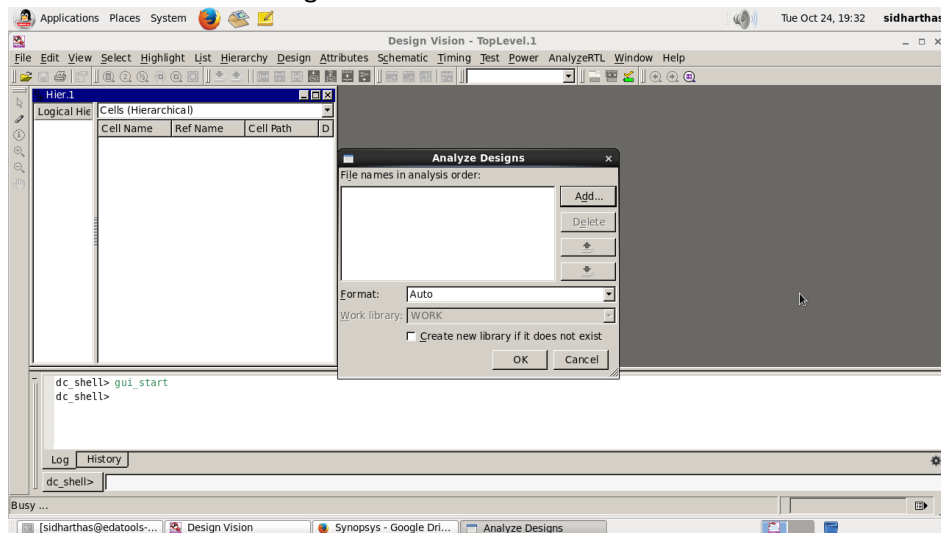 Applications Places System Tue Oct 24, 19:32 sidharthas
Design Vision - TopLevel.1
File Edit View Select Highlight List Hierarchy Design Attributes Schematic Timing Test Power AnalyzeRTL Window Help
Hier.1
Logical Hie Cells (Hierarchical)
Cell Name Ref Name Cell Path D
Analyze Designs
File names in analysis order:
Add...
Delete
Format: Auto
Work library: WORK
Create new library if it does not exist
OK Cancel
dc_shell> gui_start
dc_shell>
Log History
dc_shell>
Busy ...
[sidharthas@edatools-... Design Vision Synopsys - Google Dri... Analyze Designs